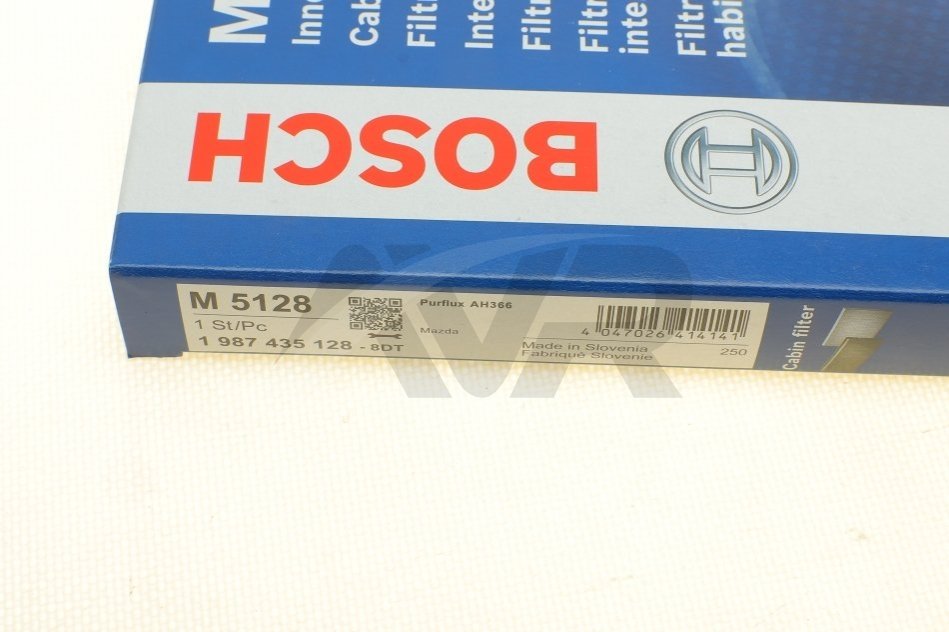 M
Inn
Cab
Filt
Inte
Filtr
Filtr
inte
Filtr
habi
BOSCH
M 5128
1 St/Pc
1 987 435 128 - 8DT
Purflux AH366
Mazda
4 047026 414141
Made in Slovenia
Fabriqué Slovenie
250
Cabin filter
AVR